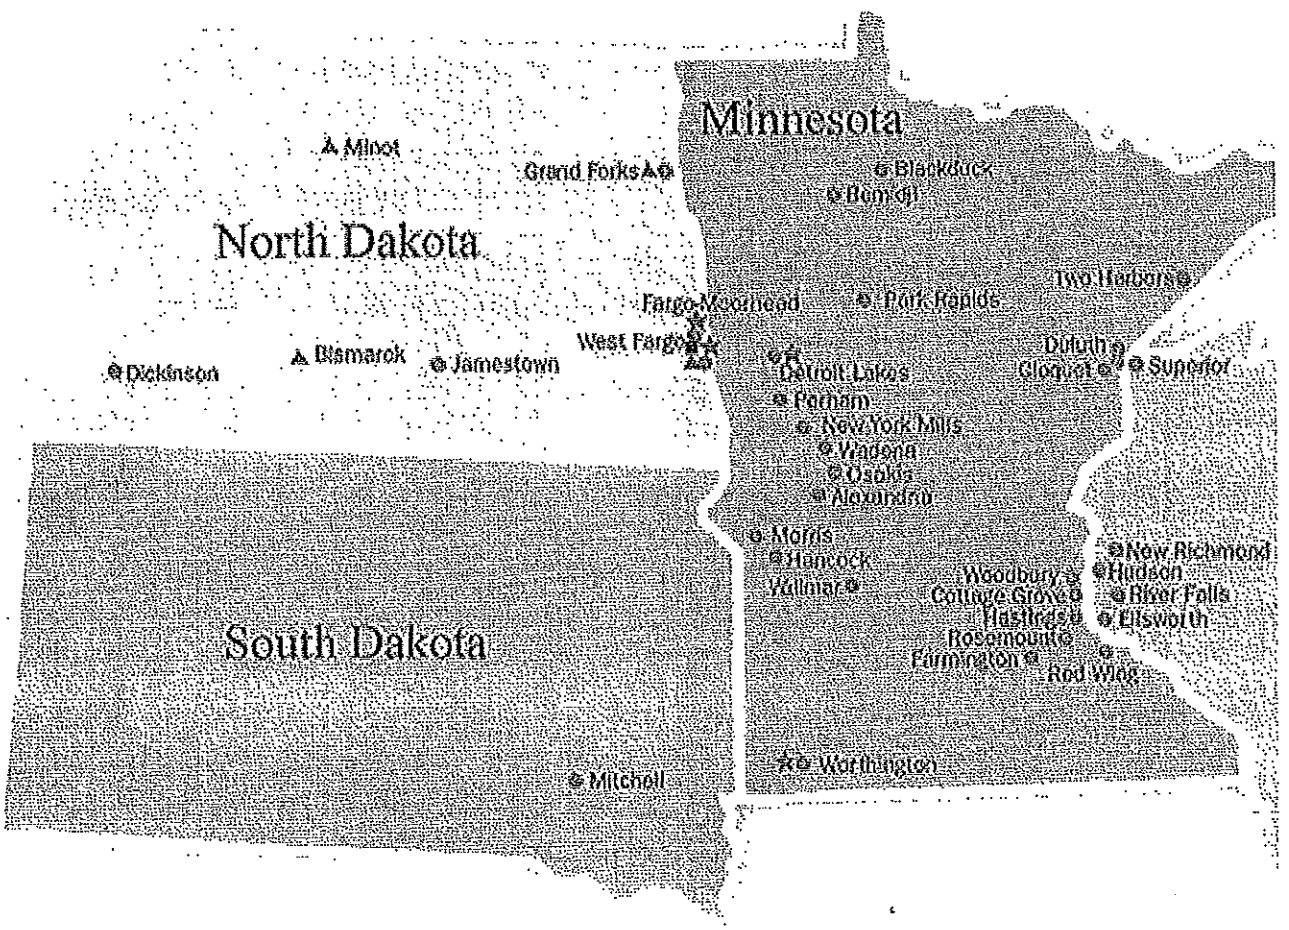 Minnesota
Minot
Grand Forks
Blackduck
Bemidji
North Dakota
Two Harbors
Fargo-Moorhead
Park Rapids
West Fargo
Bismarck
Jamestown
Dickinson
Detroit Lakes
Duluth
Cloquet
Superior
Perham
New York Mills
Wadena
Osakis
Alexandria
Morris
Hancock
Willmar
New Richmond
Woodbury
Hudson
Cottage Grove
River Falls
Hastings
Ellsworth
Rosemount
Farmington
Red Wing
South Dakota
Worthington
Mitchell